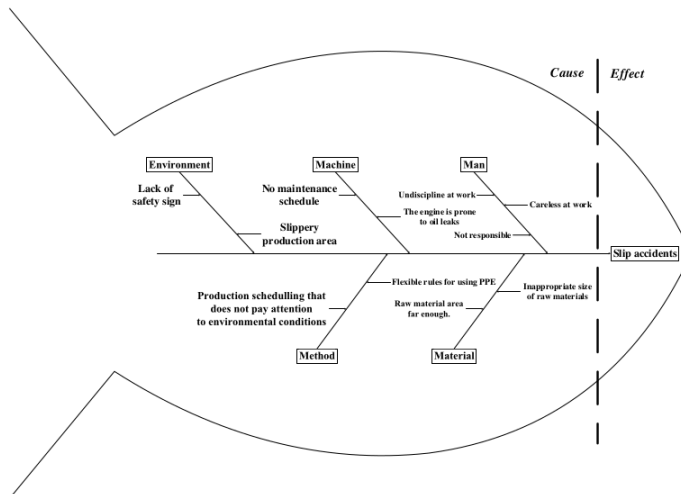 Cause
Effect
Environment
Machine
Man
Lack of
safety sign
No maintenance
schedule
Undiscipline at work
Careless at work
The engine is prone
to oil leaks
Slippery
production area
Not responsible
Slip accidents
Flexible rules for using PPE
Inappropriate size
of raw materials
Production schedulling that
does not pay attention
to environmental conditions
Raw material area
far enough.
Method
Material